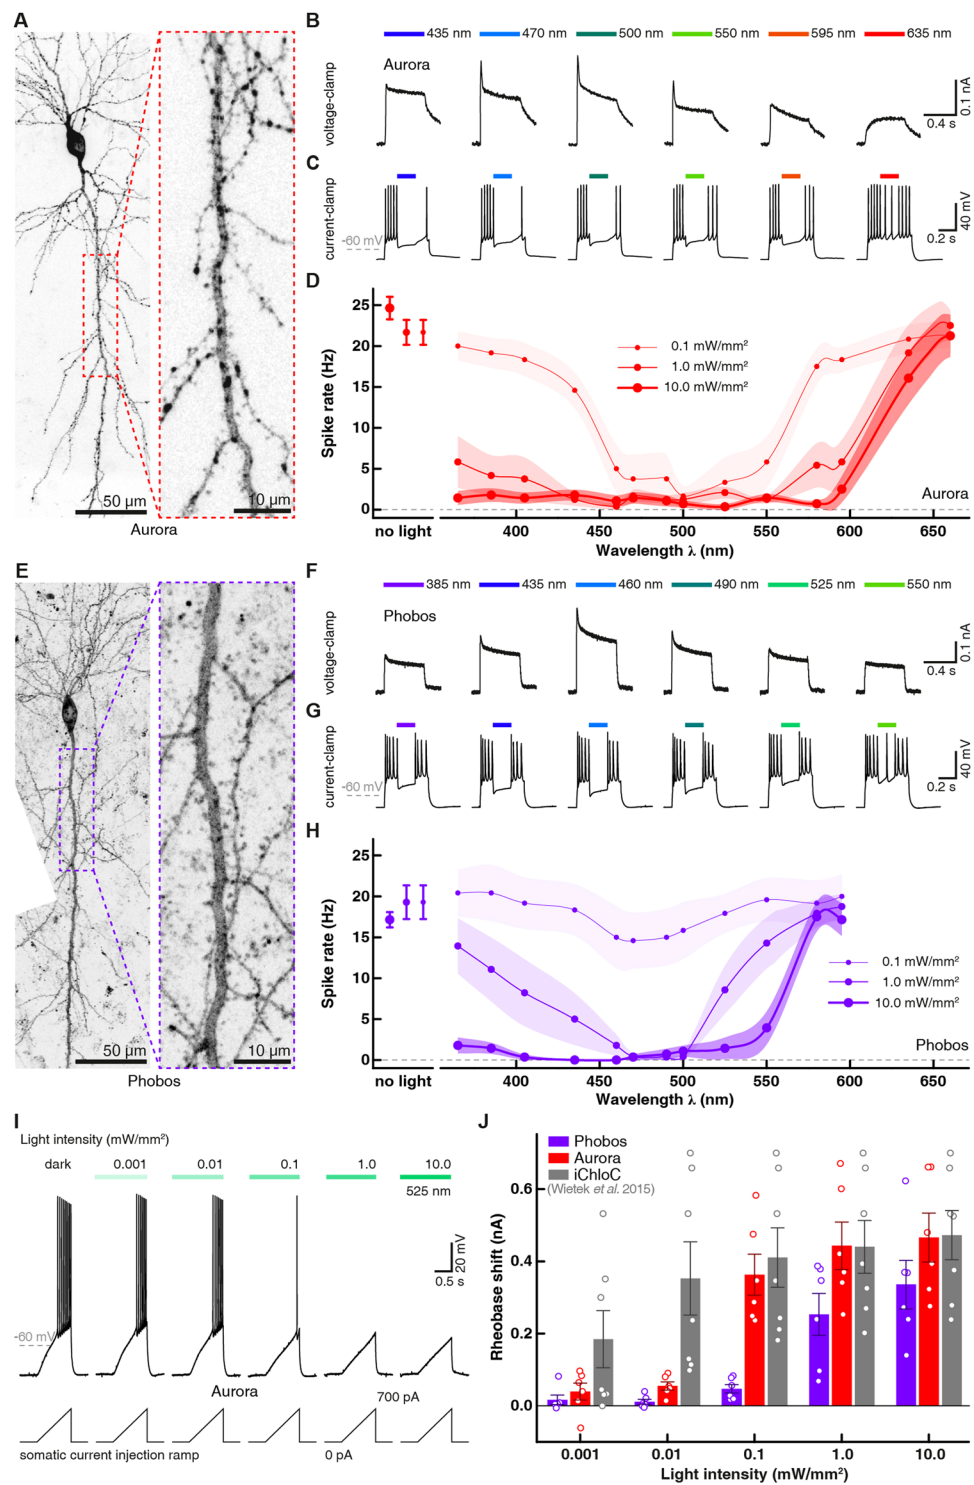 A
50 µm
10 µm
Aurora
B
435 nm 470 nm 500 nm 550 nm 595 nm 635 nm
Aurora
voltage-clamp
0.4 s
0.1 nA
C
current-clamp
-60 mV
0.2 s
40 mV
D
25
20
15
10
5
0
Spike rate (Hz)
0.1 mW/mm²
1.0 mW/mm²
10.0 mW/mm²
Aurora
no light
400 450 500 550 600 650
Wavelength λ (nm)
E
50 µm
10 µm
Phobos
F
385 nm 435 nm 460 nm 490 nm 525 nm 550 nm
Phobos
voltage-clamp
0.4 s
0.1 nA
G
current-clamp
-60 mV
0.2 s
40 mV
H
25
20
15
10
5
0
Spike rate (Hz)
0.1 mW/mm²
1.0 mW/mm²
10.0 mW/mm²
Phobos
no light
400 450 500 550 600 650
Wavelength λ (nm)
I
Light intensity (mW/mm²)
dark 0.001 0.01 0.1 1.0 10.0
525 nm
20 mV
0.5 s
-60 mV
Aurora
700 pA
somatic current injection ramp
0 pA
J
Phobos
Aurora
iChloC
(Wietek et al. 2015)
0.6
0.4
0.2
0.0
Rheobase shift (nA)
0.001 0.01 0.1 1.0 10.0
Light intensity (mW/mm²)